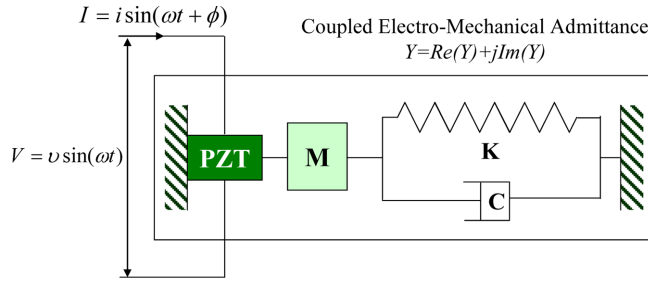 I = i sin(ωt + ϕ)
Coupled Electro-Mechanical Admittance
Y=Re(Y)+jIm(Y)
V = υ sin(ωt)
PZT
M
K
C